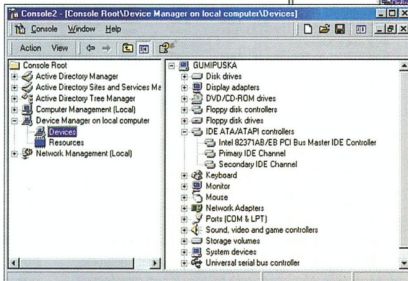 Console2 - [Console Root\Device Manager on local computer\Devices]
Console Window Help
Action View
Console Root
Active Directory Manager
Active Directory Sites and Services Ma
Active Directory Tree Manager
Computer Management (Local)
Device Manager on local computer
Devices
Resources
Network Management (Local)
GUMIPUSKA
Disk drives
Display adapters
DVD/CD-ROM drives
Floppy disk controllers
Floppy disk drives
IDE ATA/ATAPI controllers
Intel 82371AB/EB PCI Bus Master IDE Controller
Primary IDE Channel
Secondary IDE Channel
Keyboard
Monitor
Mouse
Network Adapters
Ports (COM & LPT)
Sound, video and game controllers
Storage volumes
System devices
Universal serial bus controller